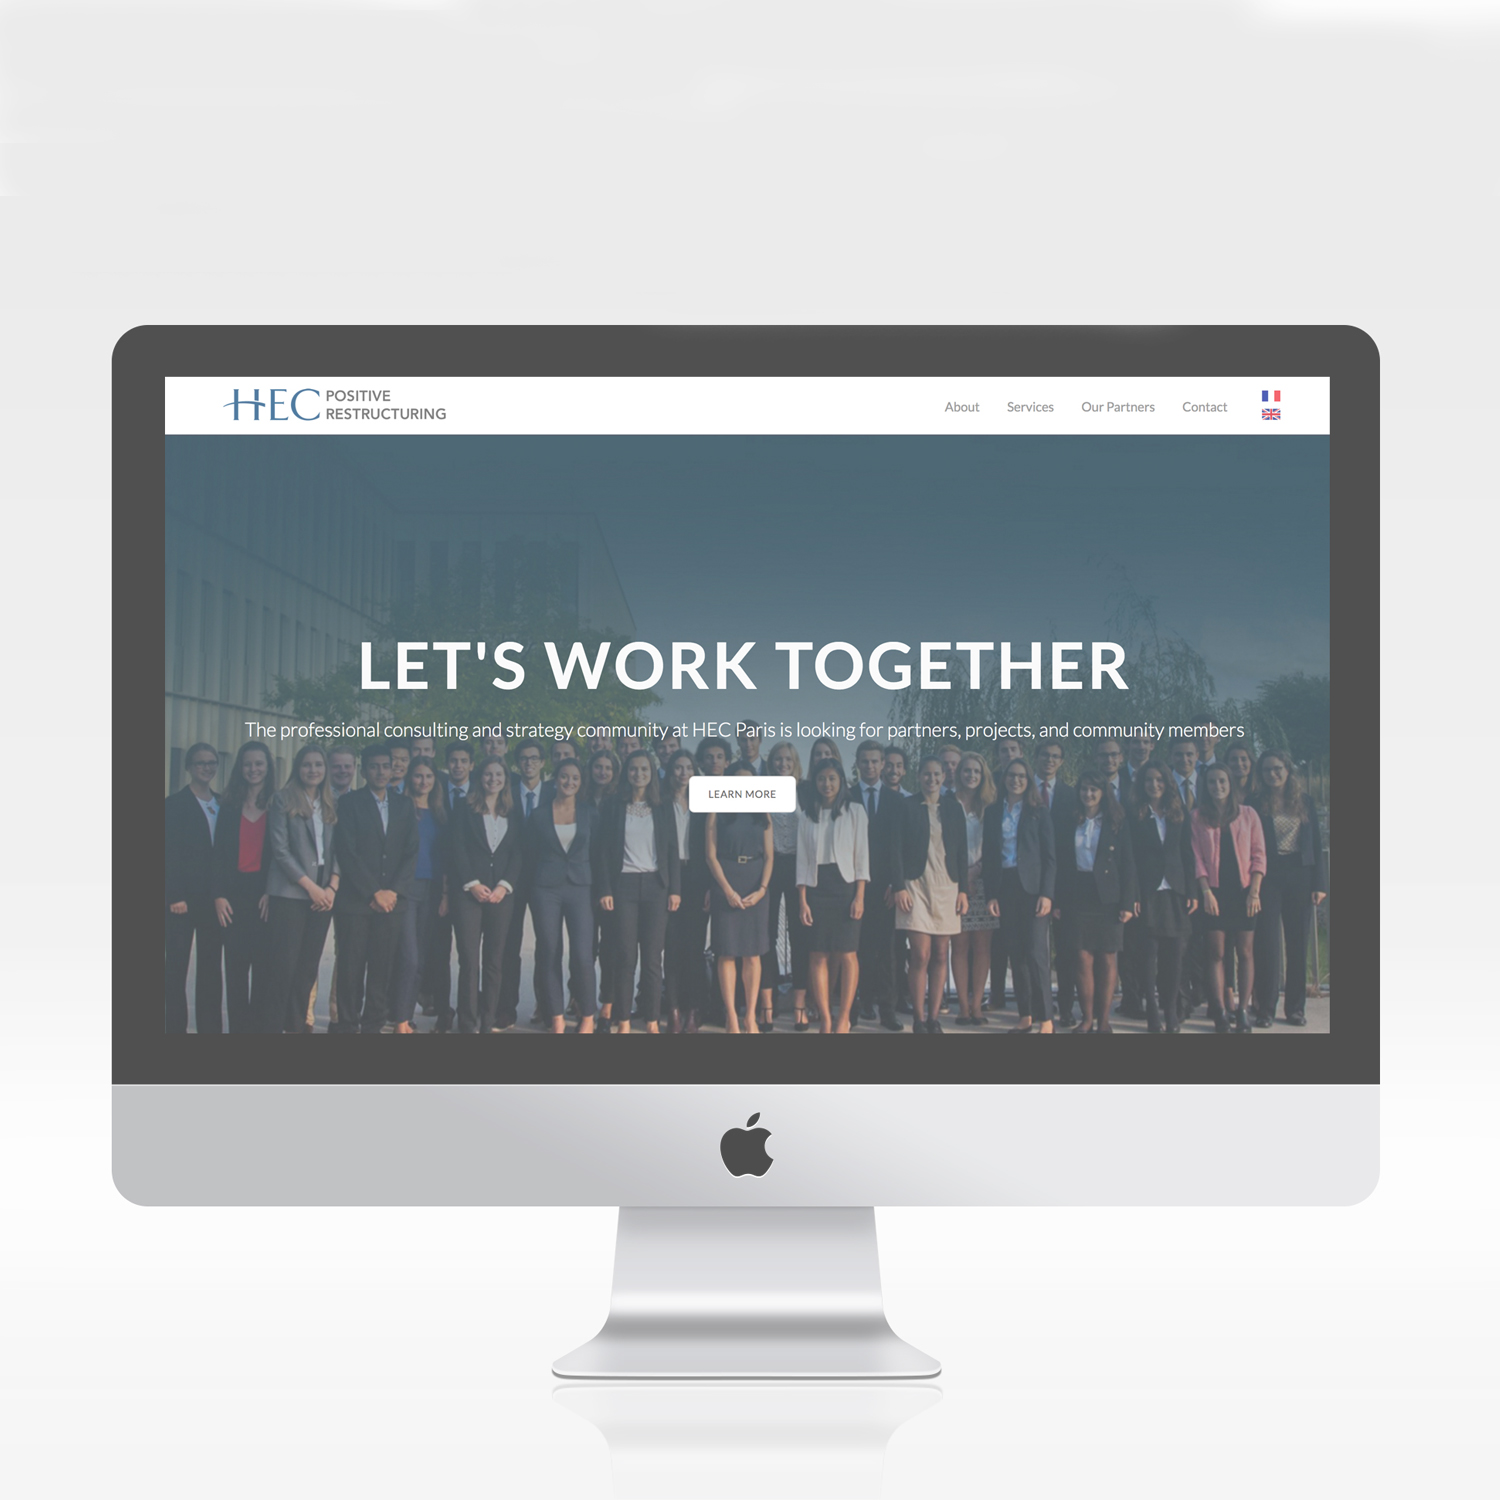 HEC POSITIVE
RESTRUCTURING
About Services Our Partners Contact
LET'S WORK TOGETHER
The professional consulting and strategy community at HEC Paris is looking for partners, projects, and community members
LEARN MORE